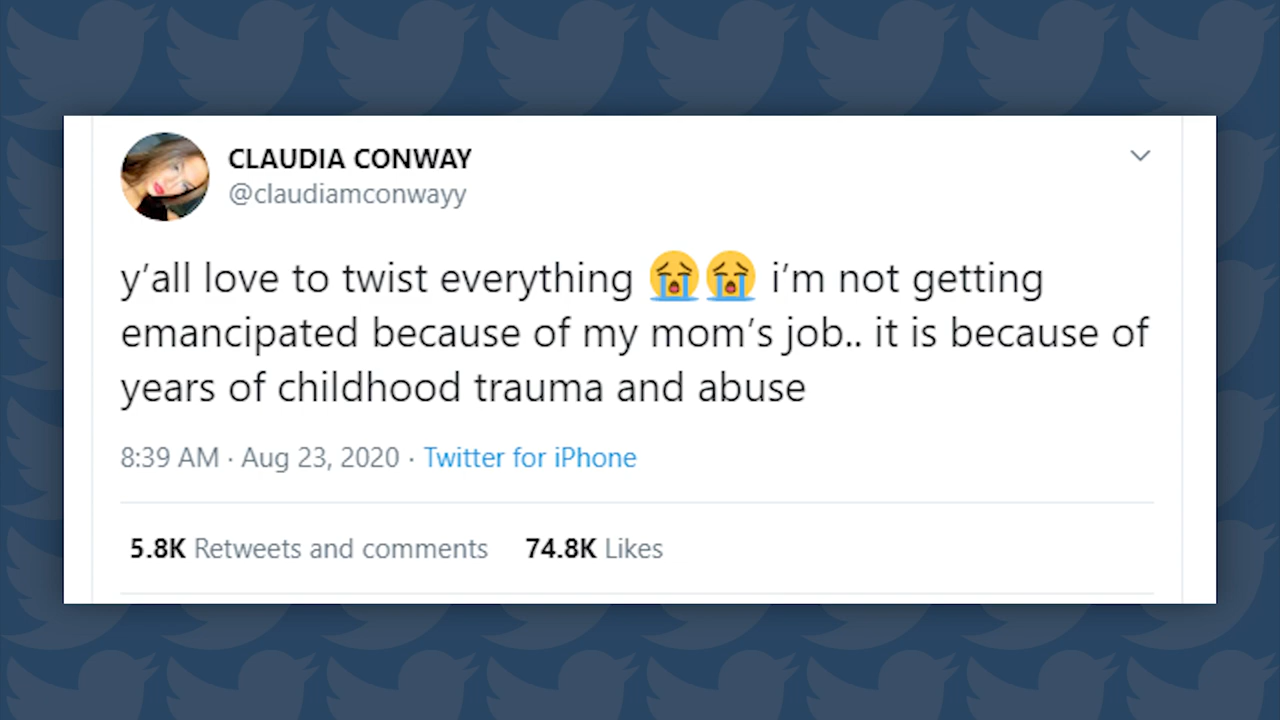 CLAUDIA CONWAY
@claudiamconwayy
y’all love to twist everything 😭😭 i’m not getting
emancipated because of my mom’s job.. it is because of
years of childhood trauma and abuse
8:39 AM · Aug 23, 2020 · Twitter for iPhone
5.8K Retweets and comments 74.8K Likes